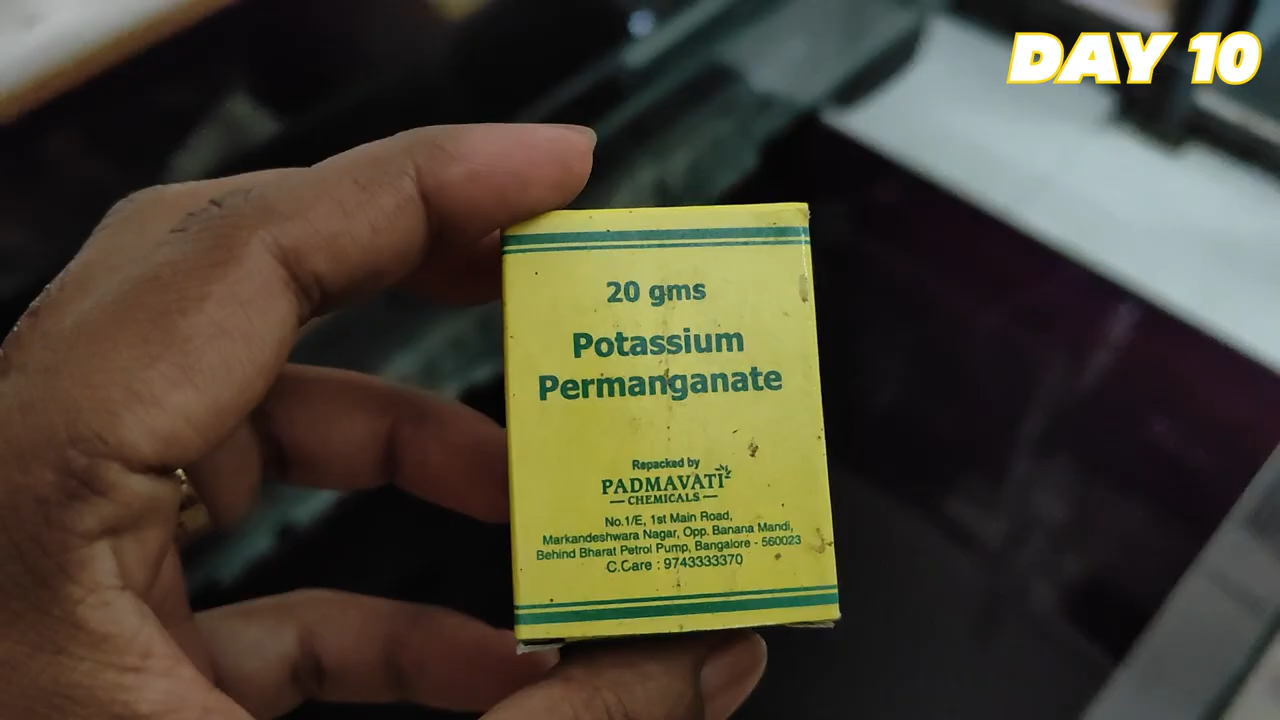 DAY 10
20 gms
Potassium
Permanganate
Repacked by
PADMAVATI
CHEMICALS
No.1/E, 1st Main Road,
Markandeshwara Nagar, Opp. Banana Mandi,
Behind Bharat Petrol Pump, Bangalore - 560023
C.Care : 9743333370